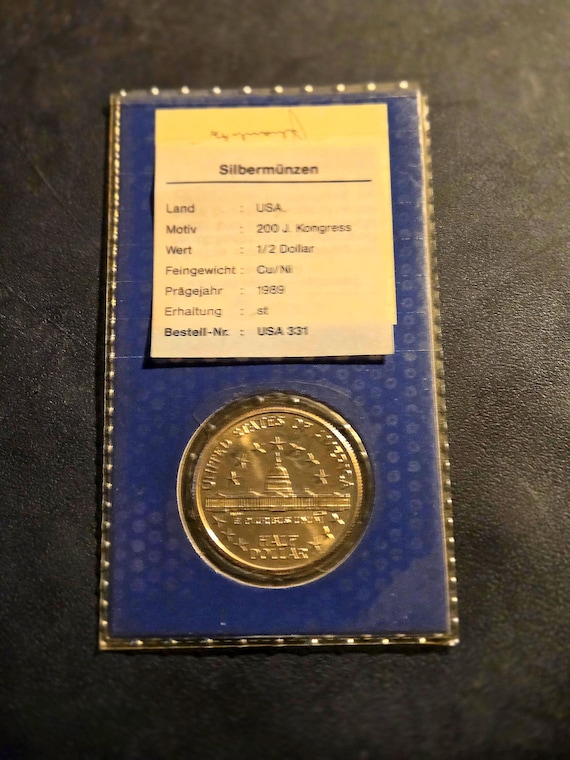 Silbermünzen
Land : USA.
Motiv : 200 J. Kongress
Wert : 1/2 Dollar
Feingewicht : Cu/Ni
Prägejahr : 1989
Erhaltung : st
Bestell-Nr. : USA 331
UNITED STATES OF AMERICA
E PLURIBUS UNUM
HALF
DOLLAR